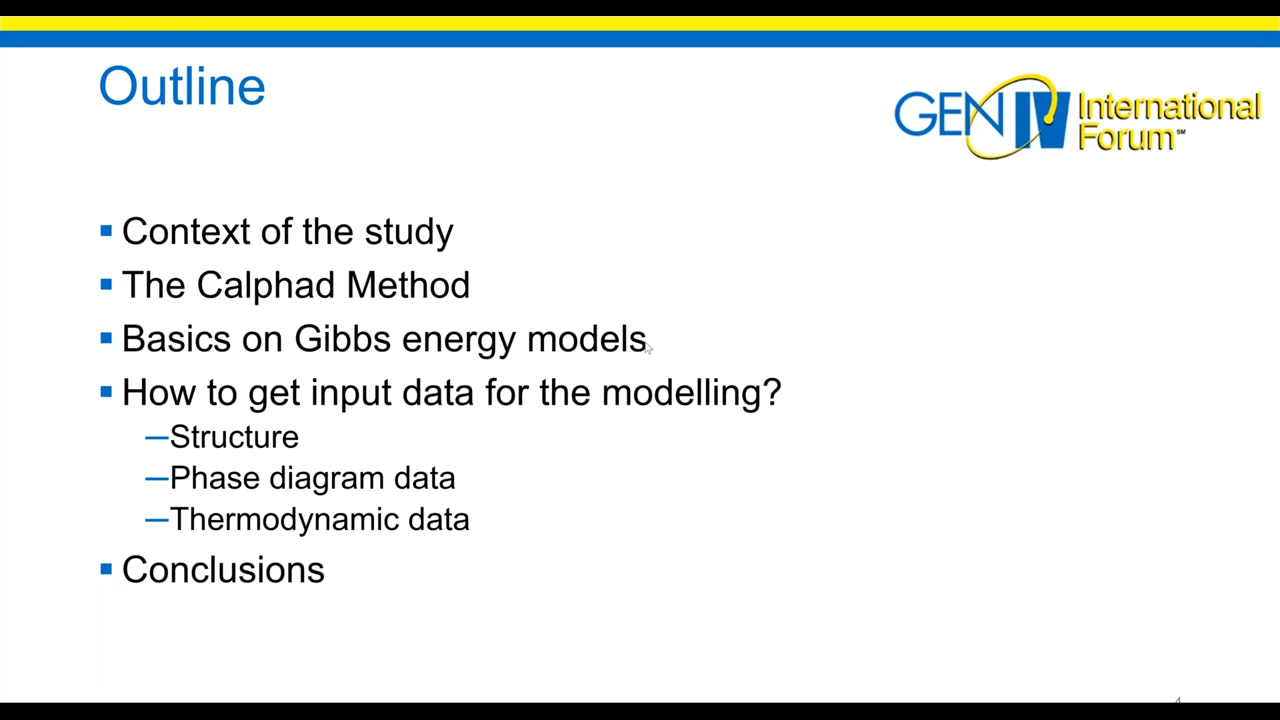 Outline
GEN IV International
Forum℠
Context of the study
The Calphad Method
Basics on Gibbs energy models
How to get input data for the modelling?
—Structure
—Phase diagram data
—Thermodynamic data
Conclusions